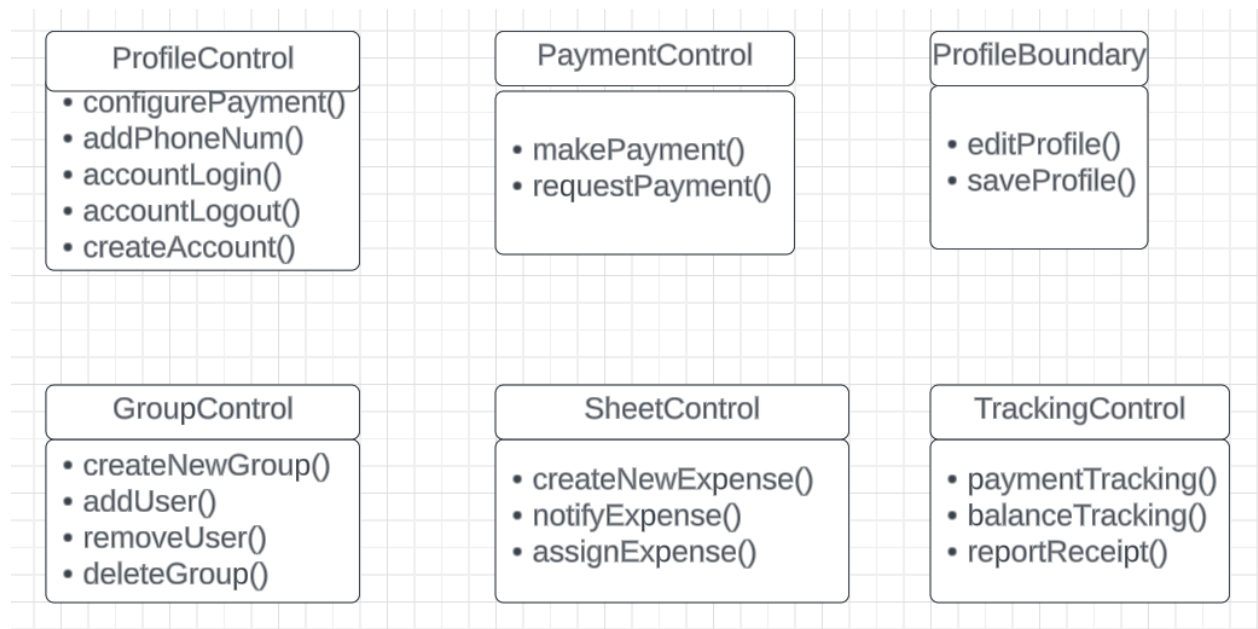 ProfileControl
• configurePayment()
• addPhoneNum()
• accountLogin()
• accountLogout()
• createAccount()
PaymentControl
• makePayment()
• requestPayment()
ProfileBoundary
• editProfile()
• saveProfile()
GroupControl
• createNewGroup()
• addUser()
• removeUser()
• deleteGroup()
SheetControl
• createNewExpense()
• notifyExpense()
• assignExpense()
TrackingControl
• paymentTracking()
• balanceTracking()
• reportReceipt()